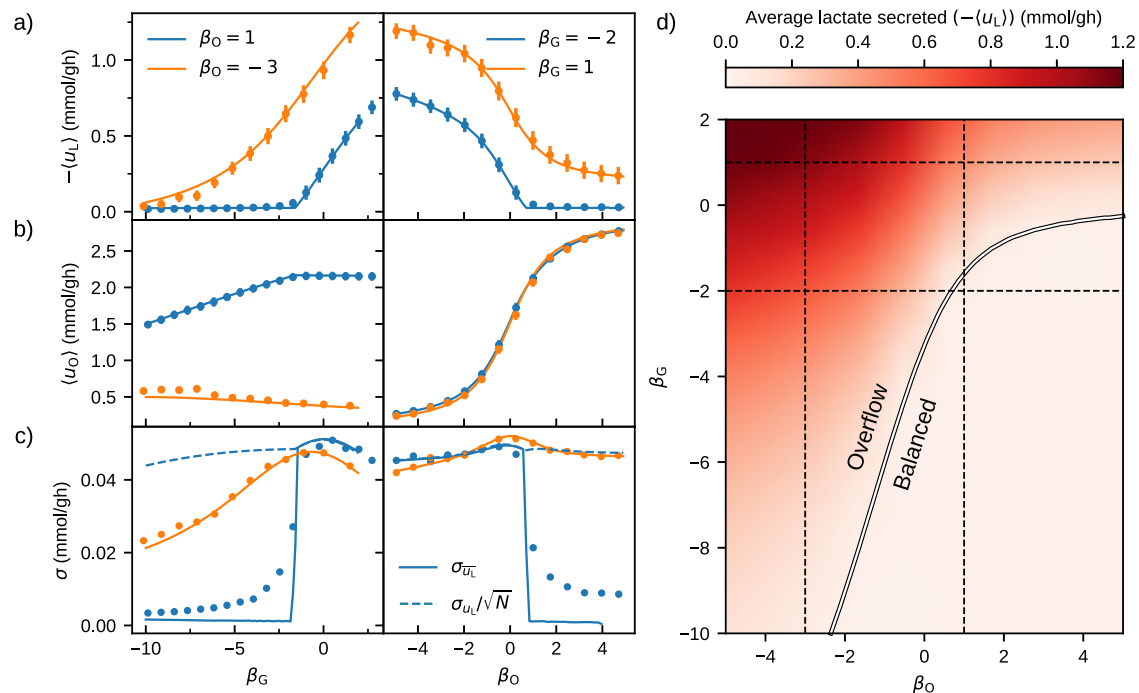 a)
−⟨u_L⟩ (mmol/gh)
1.0
0.5
0.0
β_O = 1
β_O = −3
β_G = −2
β_G = 1
b)
⟨u_O⟩ (mmol/gh)
2.5
2.0
1.5
1.0
0.5
c)
σ (mmol/gh)
0.04
0.02
0.00
σ_{\overline{u_L}}
σ_{u_L}/√N
−10
−5
0
β_G
−4
−2
0
2
4
β_O
d)
Average lactate secreted (−⟨u_L⟩) (mmol/gh)
0.0
0.2
0.4
0.6
0.8
1.0
1.2
2
0
−2
−4
−6
−8
−10
β_G
Overflow
Balanced
−4
−2
0
2
4
β_O